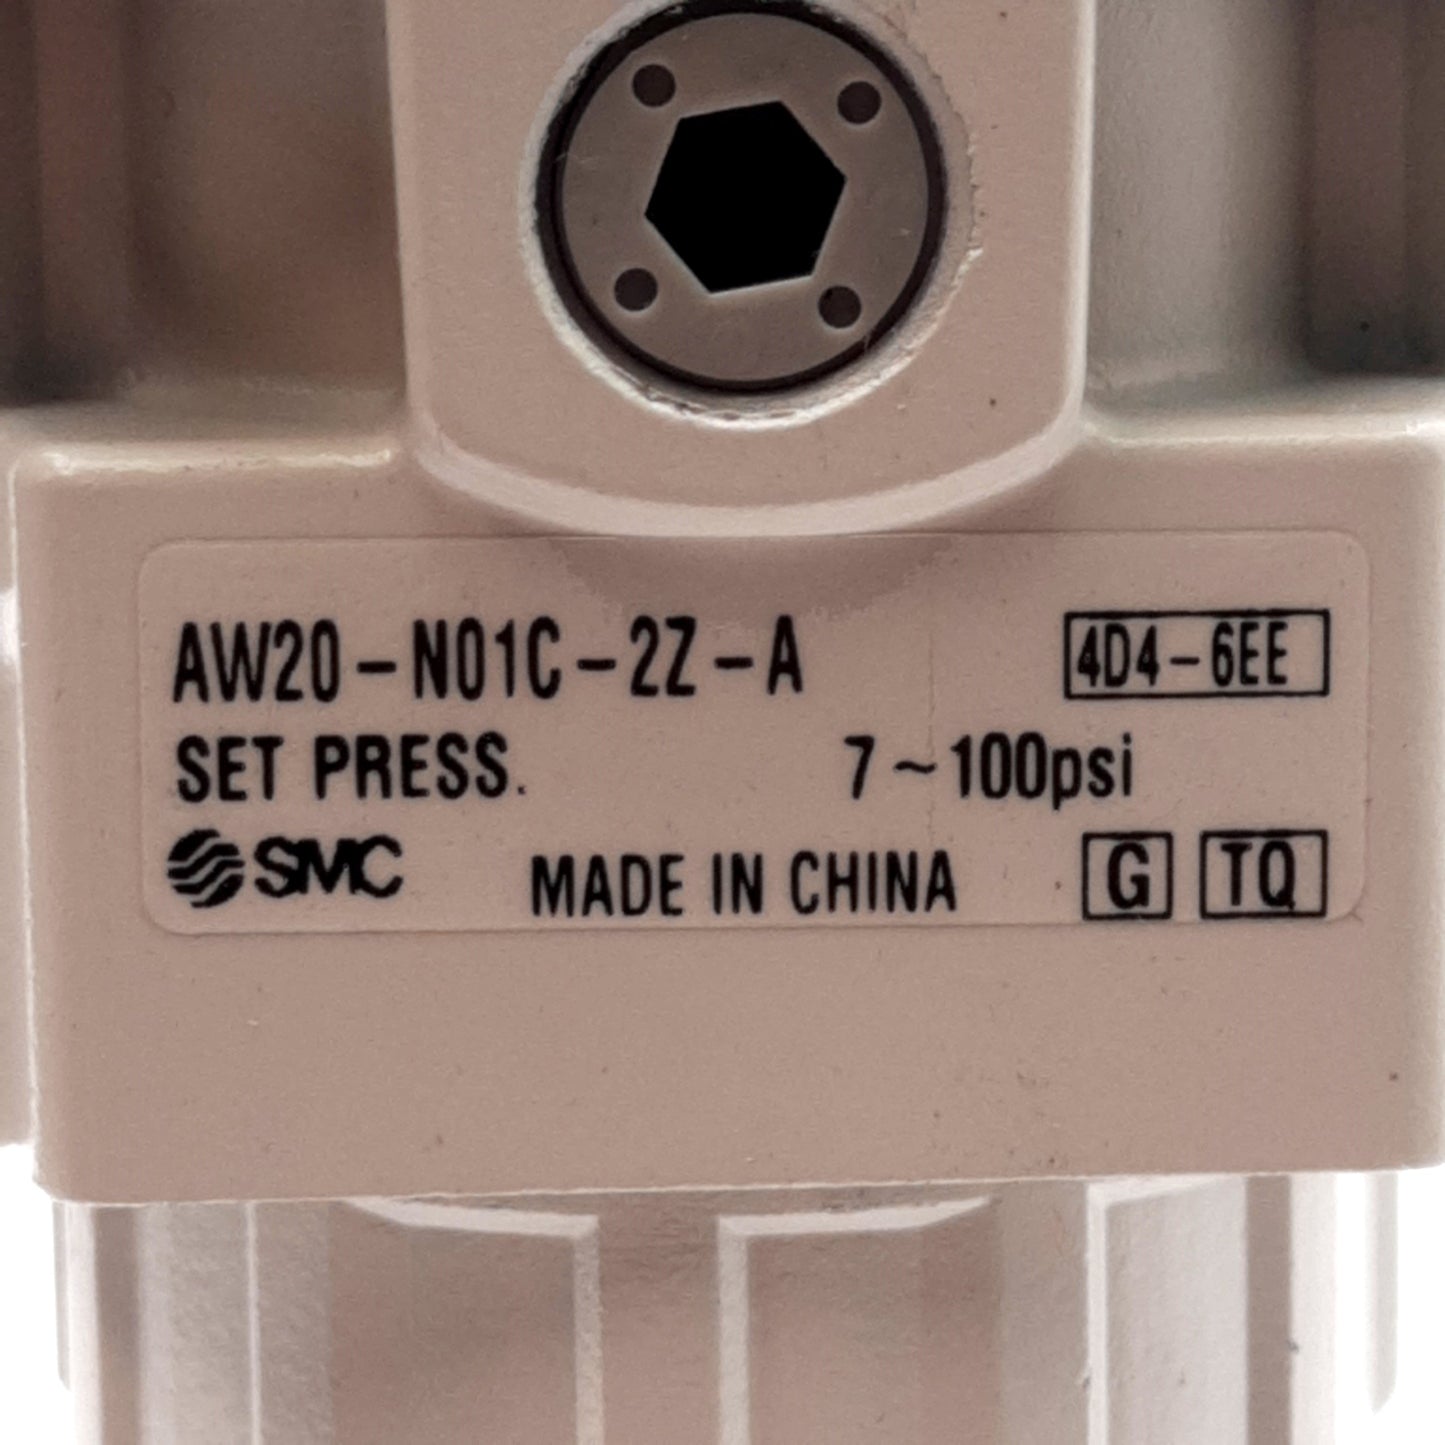 AW20-N01C-2Z-A 4D4-6EE
SET PRESS. 7~100psi
SMC MADE IN CHINA G TQ